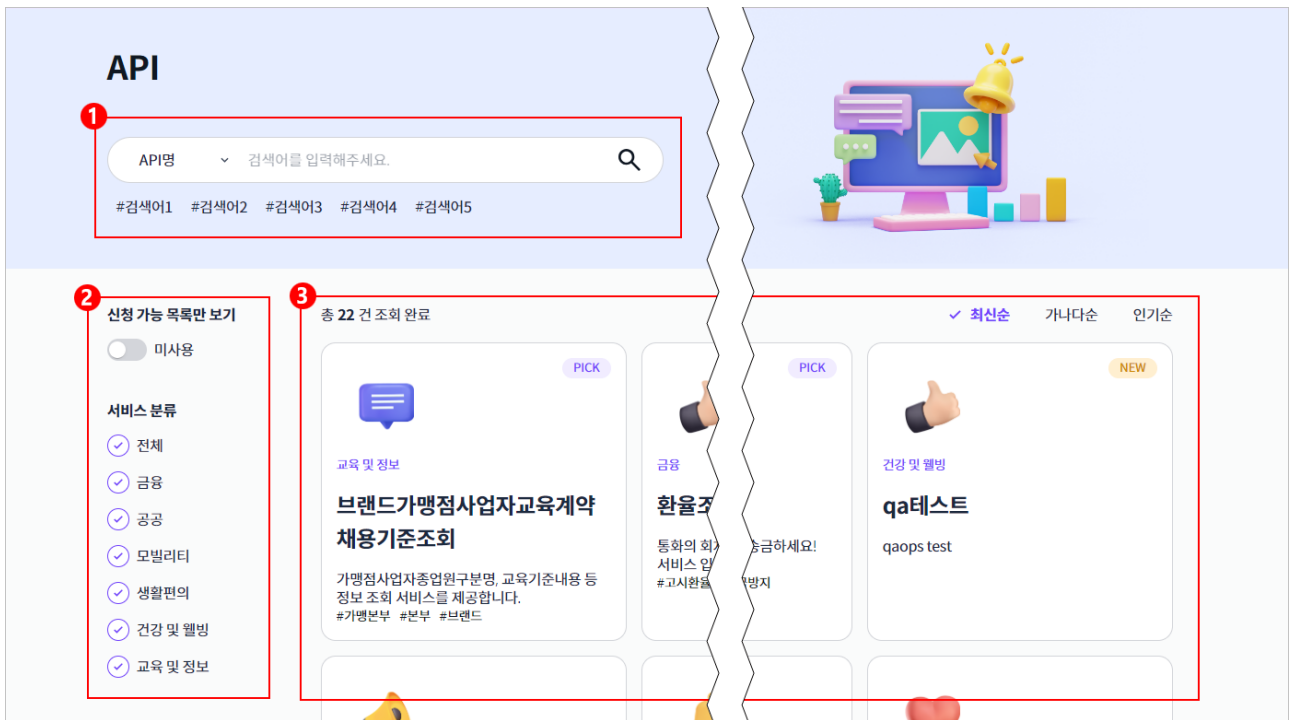 API
1
API명 검색어를 입력해주세요.
#검색어1 #검색어2 #검색어3 #검색어4 #검색어5
2
신청 가능 목록만 보기
미사용
서비스 분류
전체
금융
공공
모빌리티
생활편의
건강 및 웰빙
교육 및 정보
3
총 22 건 조회 완료
최신순 가나다순 인기순
PICK
교육 및 정보
브랜드가맹점사업자교육계약
채용기준조회
가맹점사업자종업원구분명, 교육기준내용 등
정보 조회 서비스를 제공합니다.
#가맹본부 #본부 #브랜드
PICK
금융
환율조
통화의 회 송금하세요!
서비스 입
#고시환율 방지
NEW
건강 및 웰빙
qa테스트
qaops test